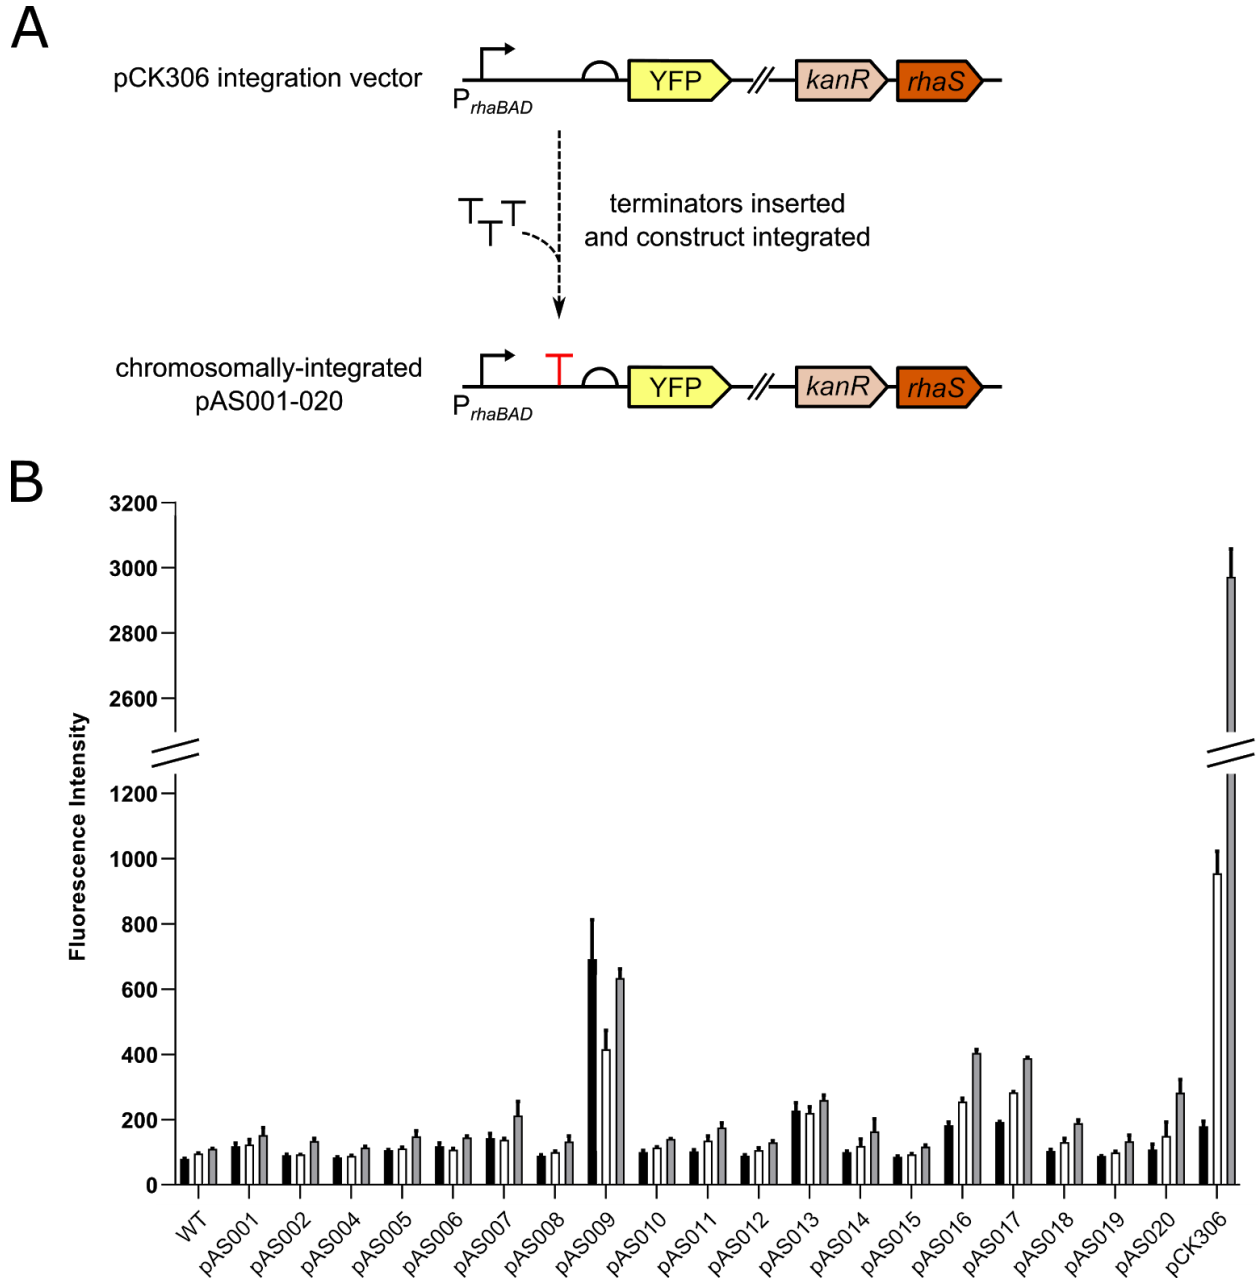 A
pCK306 integration vector
YFP
kanR
rhaS
PrhaBAD
terminators inserted
and construct integrated
chromosomally-integrated
pAS001-020
YFP
kanR
rhaS
PrhaBAD
B
Fluorescence Intensity
3200
3000
2800
2600
1200
1000
800
600
400
200
0
WT
pAS001
pAS002
pAS004
pAS005
pAS006
pAS007
pAS008
pAS009
pAS010
pAS011
pAS012
pAS013
pAS014
pAS015
pAS016
pAS017
pAS018
pAS019
pAS020
pCK306